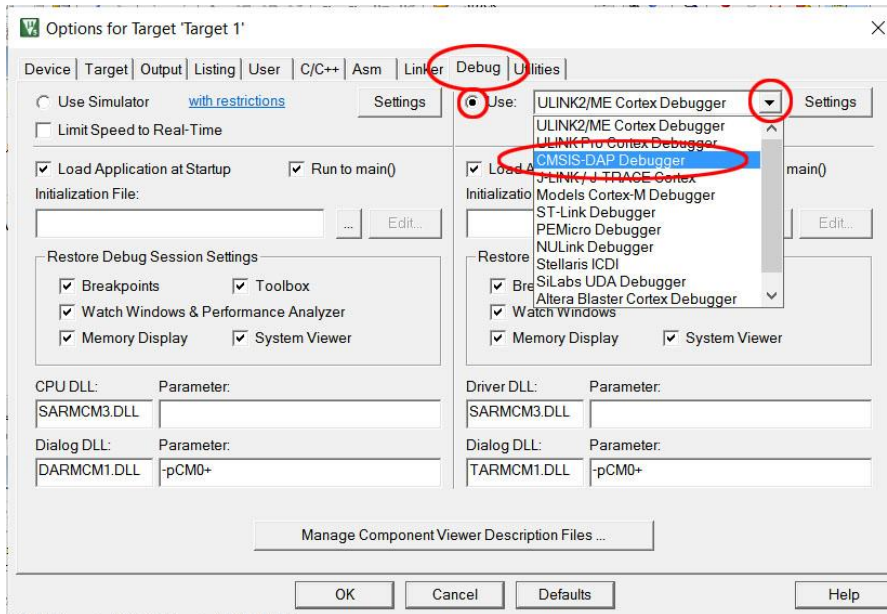 Options for Target 'Target 1'
Device Target Output Listing User C/C++ Asm Linker Debug Utilities
Use Simulator with restrictions Settings
Limit Speed to Real-Time
Load Application at Startup Run to main()
Initialization File:
... Edit...
Restore Debug Session Settings
Breakpoints Toolbox
Watch Windows & Performance Analyzer
Memory Display System Viewer
CPU DLL: Parameter:
SARMCM3.DLL
Dialog DLL: Parameter:
DARMCM1.DLL -pCM0+
Use: ULINK2/ME Cortex Debugger Settings
ULINK2/ME Cortex Debugger
ULINK Pro Cortex Debugger
CMSIS-DAP Debugger
J-LINK / J-TRACE Cortex
Models Cortex-M Debugger
ST-Link Debugger
PEMicro Debugger
NULink Debugger
Stellaris ICDI
SiLabs UDA Debugger
Altera Blaster Cortex Debugger
Load A main()
Initializatio
Edit...
Restore
Bre
Watch Windows
Memory Display System Viewer
Driver DLL: Parameter:
SARMCM3.DLL
Dialog DLL: Parameter:
TARMCM1.DLL -pCM0+
Manage Component Viewer Description Files ...
OK Cancel Defaults Help